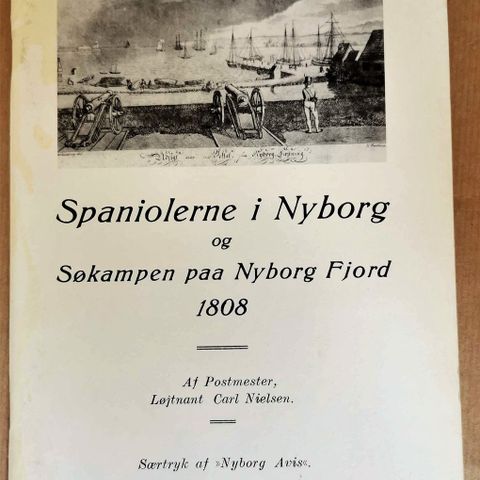 Spaniolerne i Nyborg
og
Søkampen paa Nyborg Fjord
1808
Af Postmester,
Løjtnant Carl Nielsen.
Særtryk af »Nyborg Avis«.